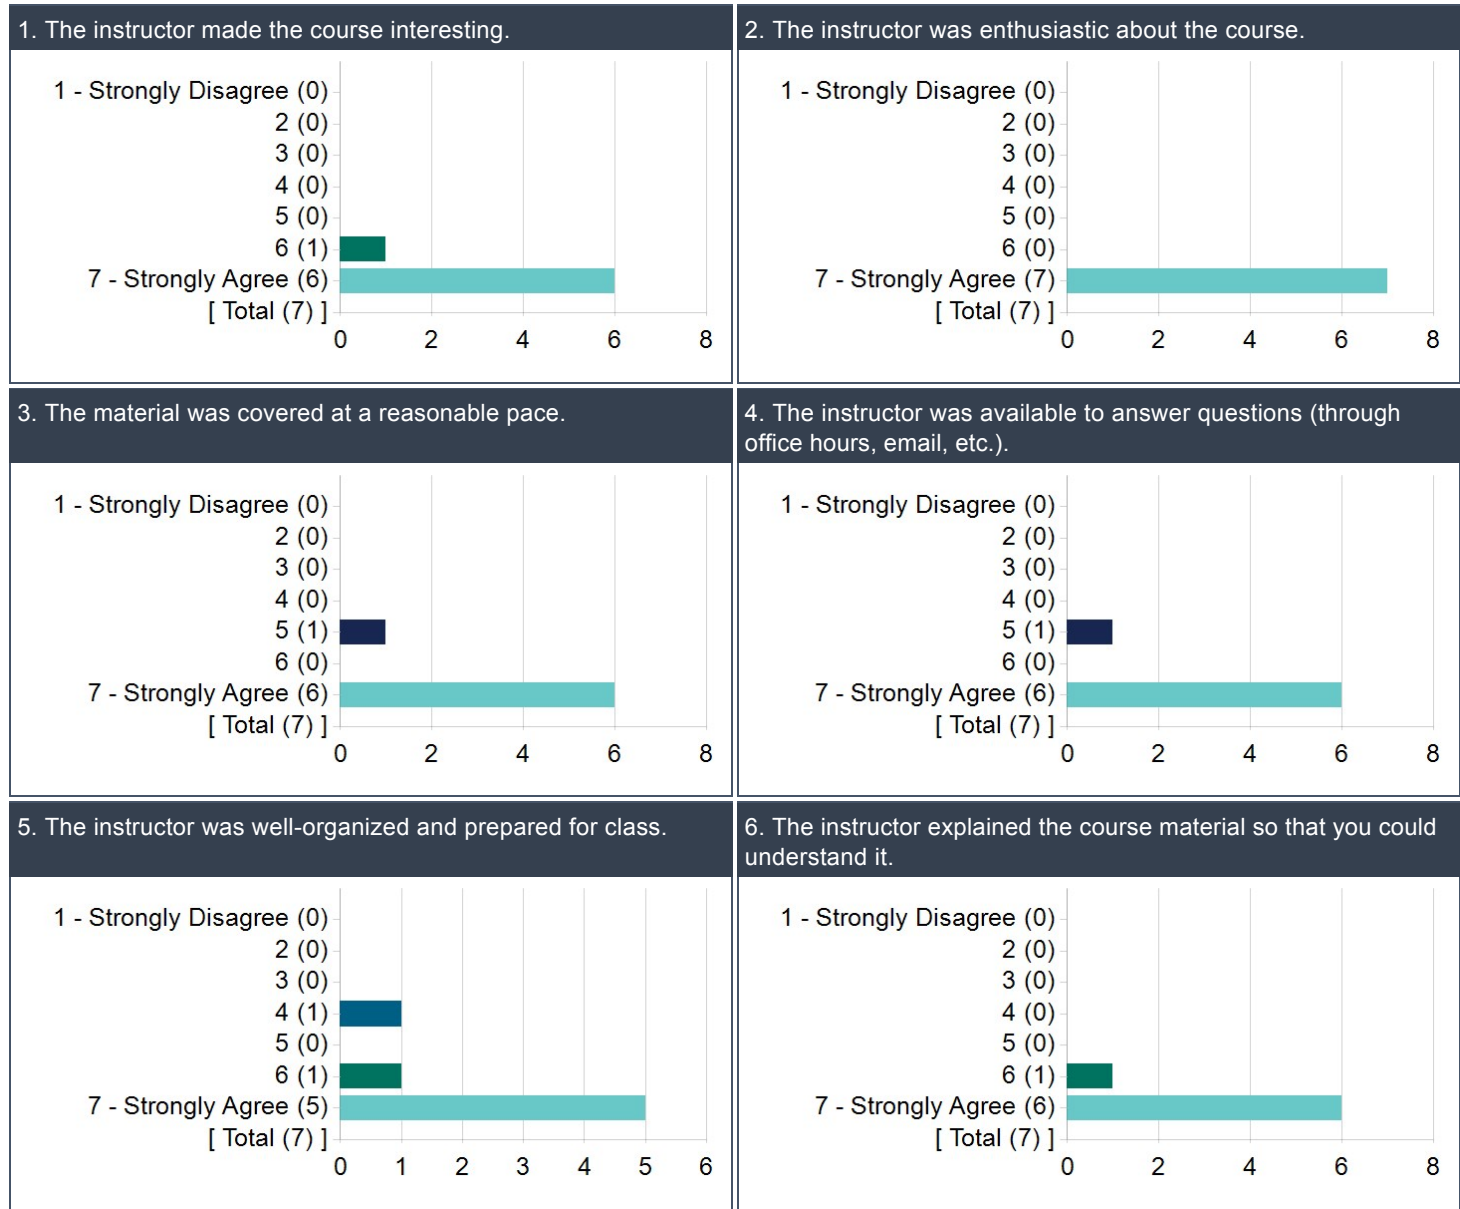 1. The instructor made the course interesting.
1 - Strongly Disagree (0)
2 (0)
3 (0)
4 (0)
5 (0)
6 (1)
7 - Strongly Agree (6)
[ Total (7) ]
0 2 4 6 8
2. The instructor was enthusiastic about the course.
1 - Strongly Disagree (0)
2 (0)
3 (0)
4 (0)
5 (0)
6 (0)
7 - Strongly Agree (7)
[ Total (7) ]
0 2 4 6 8
3. The material was covered at a reasonable pace.
1 - Strongly Disagree (0)
2 (0)
3 (0)
4 (0)
5 (1)
6 (0)
7 - Strongly Agree (6)
[ Total (7) ]
0 2 4 6 8
4. The instructor was available to answer questions (through
office hours, email, etc.).
1 - Strongly Disagree (0)
2 (0)
3 (0)
4 (0)
5 (1)
6 (0)
7 - Strongly Agree (6)
[ Total (7) ]
0 2 4 6 8
5. The instructor was well-organized and prepared for class.
1 - Strongly Disagree (0)
2 (0)
3 (0)
4 (1)
5 (0)
6 (1)
7 - Strongly Agree (5)
[ Total (7) ]
0 1 2 3 4 5 6
6. The instructor explained the course material so that you could
understand it.
1 - Strongly Disagree (0)
2 (0)
3 (0)
4 (0)
5 (0)
6 (1)
7 - Strongly Agree (6)
[ Total (7) ]
0 2 4 6 8